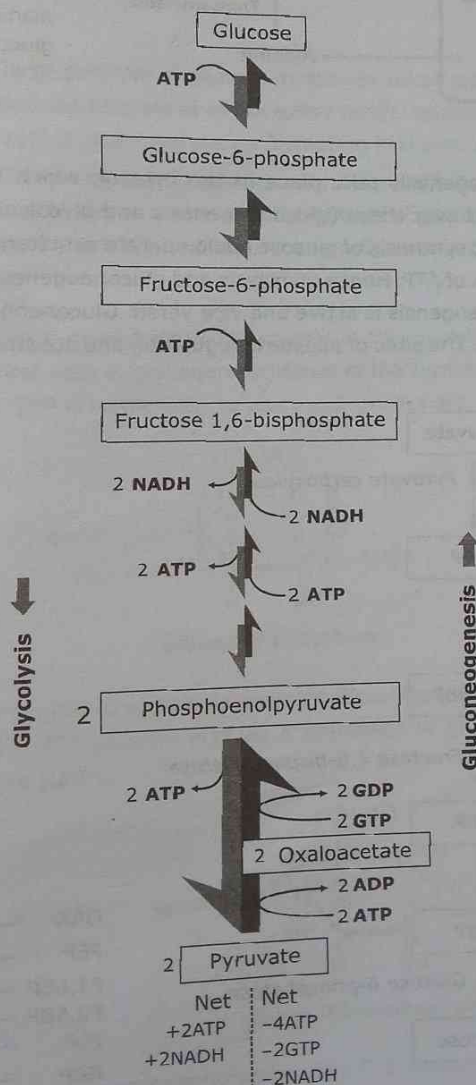 Glucose
ATP
Glucose-6-phosphate
Fructose-6-phosphate
ATP
Fructose 1,6-bisphosphate
2 NADH
2 NADH
2 ATP
2 ATP
Glycolysis
Gluconeogenesis
2 Phosphoenolpyruvate
2 ATP
2 GDP
2 GTP
2 Oxaloacetate
2 ADP
2 ATP
2 Pyruvate
Net Net
+2ATP -4ATP
+2NADH -2GTP
-2NADH